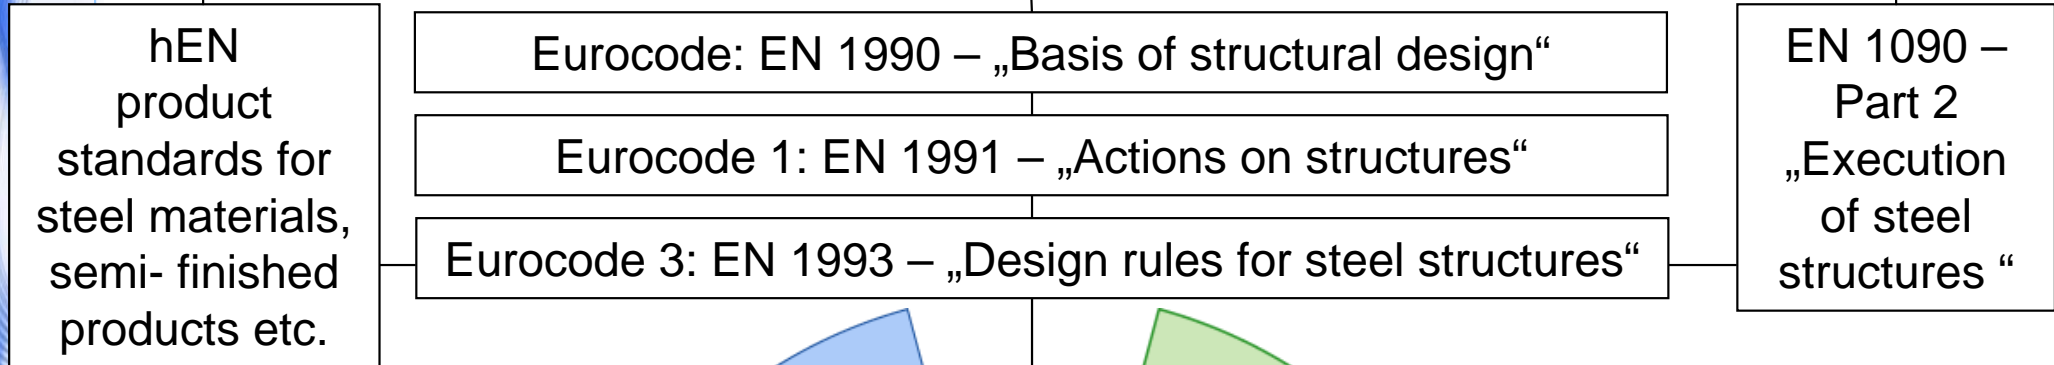 hEN
product
standards for
steel materials,
semi- finished
products etc.
Eurocode: EN 1990 – „Basis of structural design“
Eurocode 1: EN 1991 – „Actions on structures“
Eurocode 3: EN 1993 – „Design rules for steel structures“
EN 1090 –
Part 2
„Execution
of steel
structures “